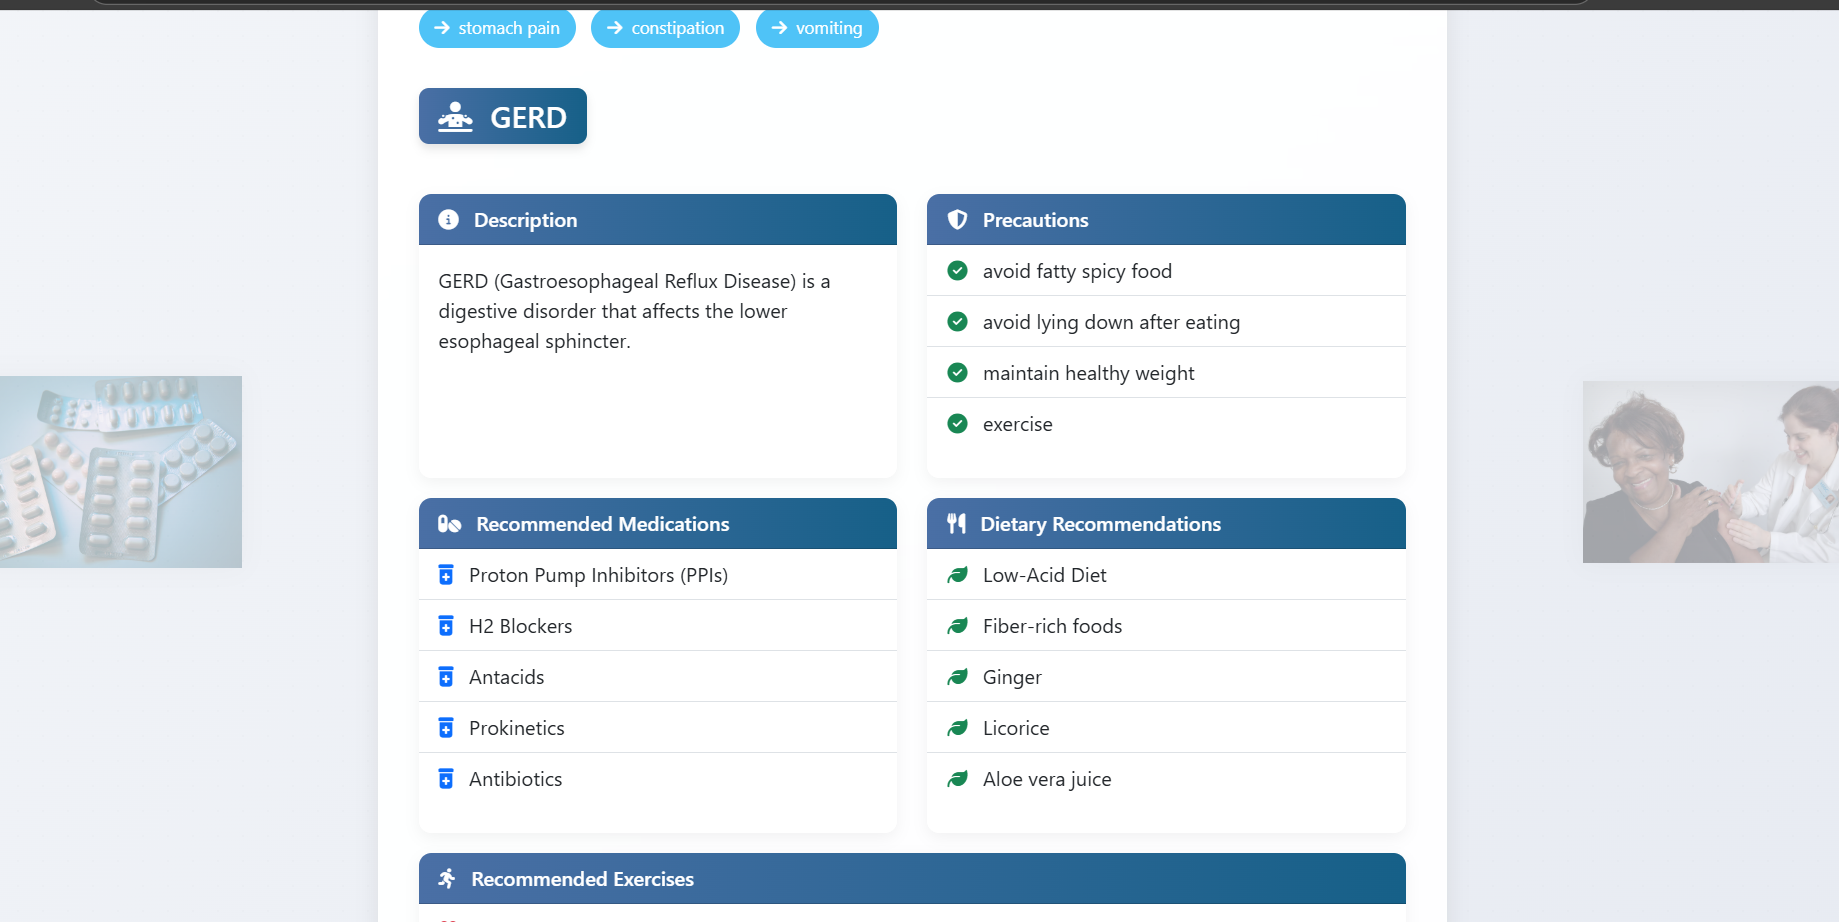 stomach pain
constipation
vomiting
GERD
Description
GERD (Gastroesophageal Reflux Disease) is a
digestive disorder that affects the lower
esophageal sphincter.
Precautions
avoid fatty spicy food
avoid lying down after eating
maintain healthy weight
exercise
Recommended Medications
Proton Pump Inhibitors (PPIs)
H2 Blockers
Antacids
Prokinetics
Antibiotics
Dietary Recommendations
Low-Acid Diet
Fiber-rich foods
Ginger
Licorice
Aloe vera juice
Recommended Exercises